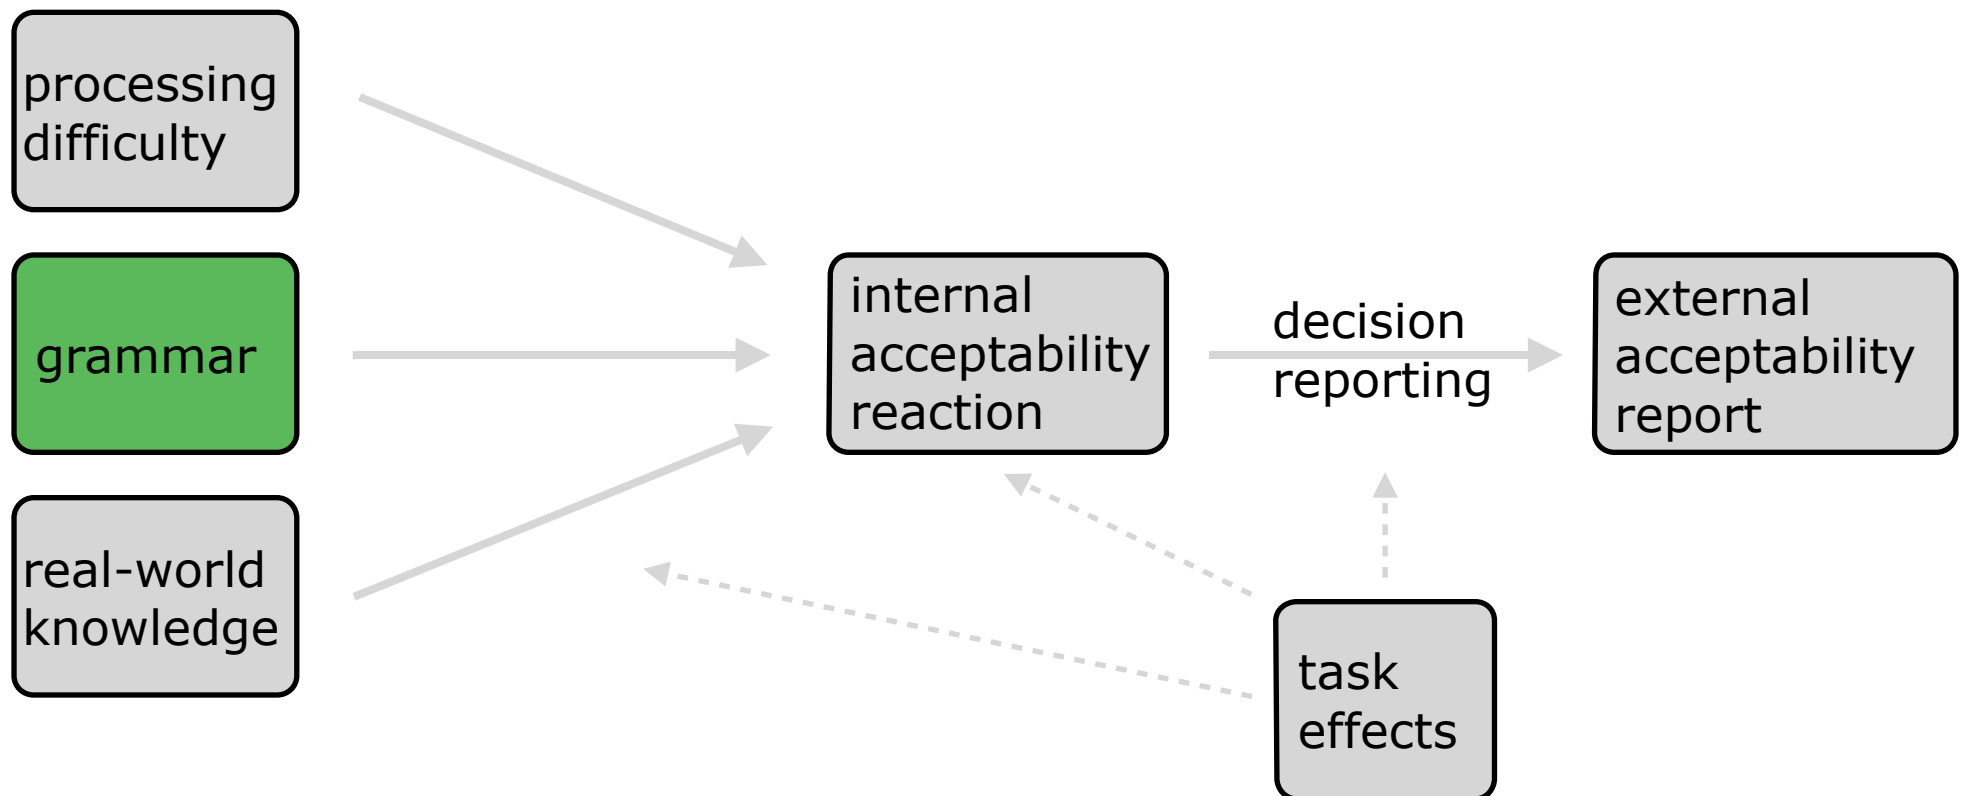 processing
difficulty
grammar
real-world
knowledge
internal
acceptability
reaction
decision
reporting
external
acceptability
report
task
effects